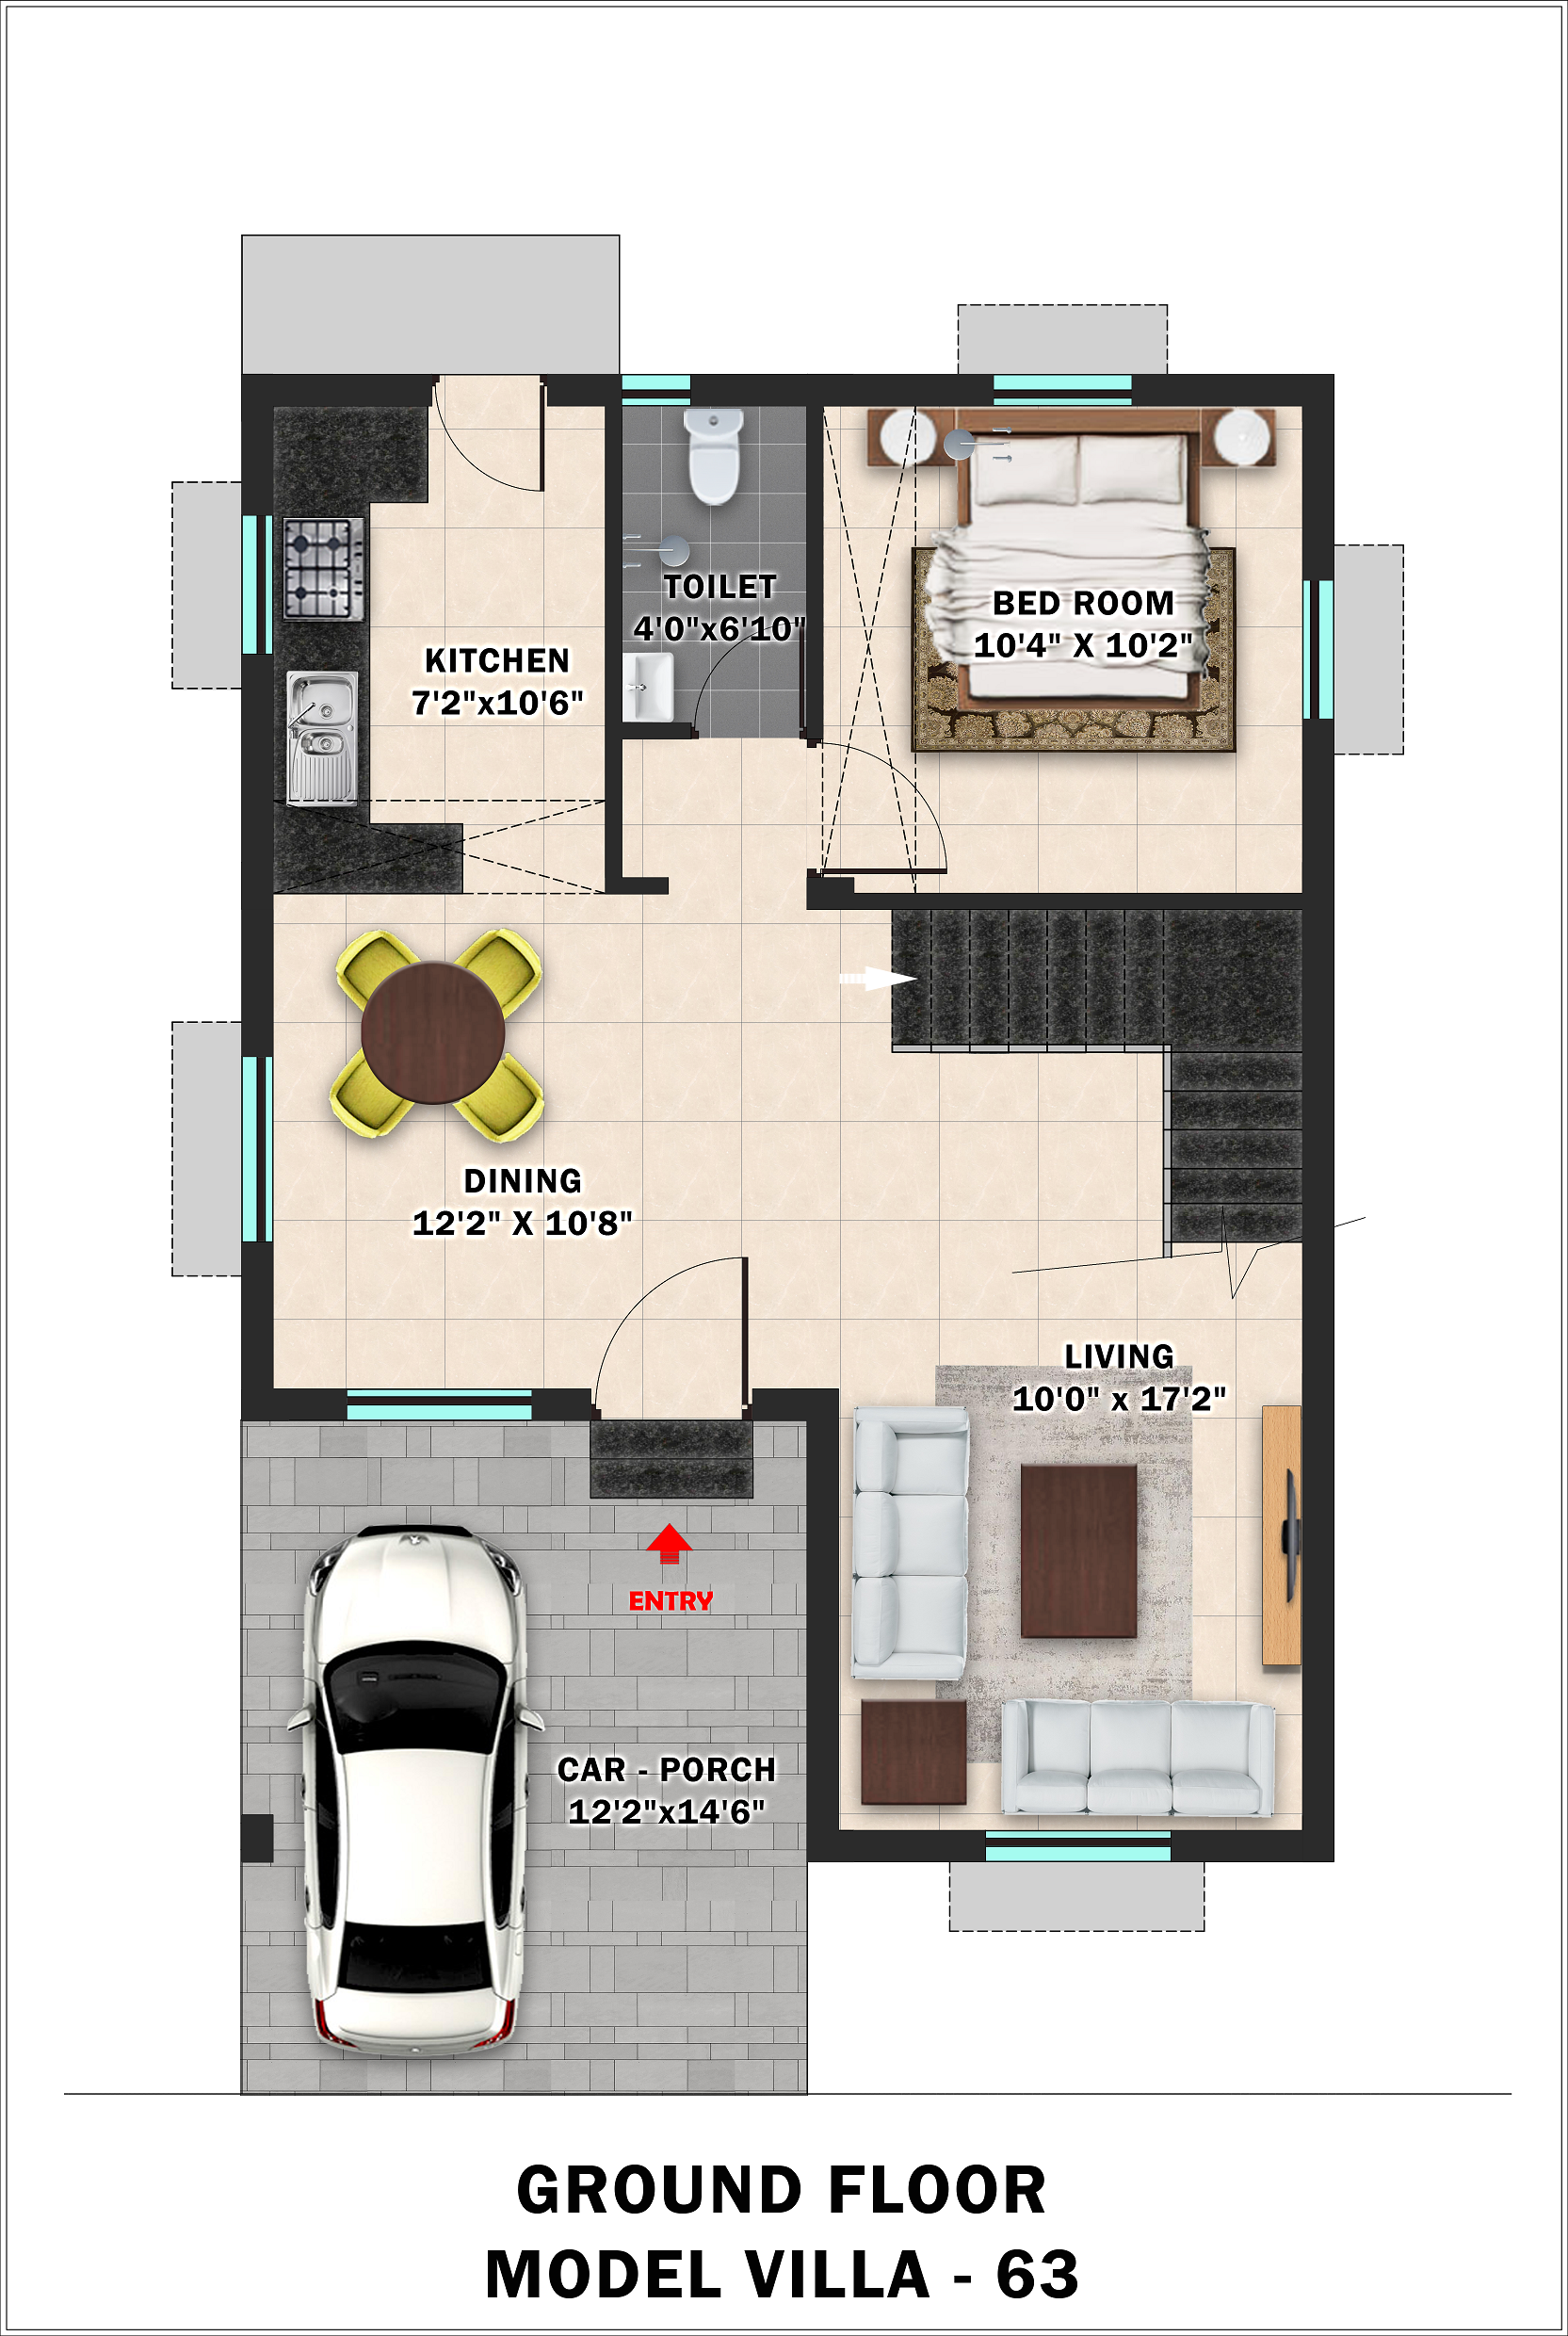 TOILET
4'0"x6'10"
BED ROOM
10'4" X 10'2"
KITCHEN
7'2"x10'6"
DINING
12'2" X 10'8"
LIVING
10'0" x 17'2"
ENTRY
CAR - PORCH
12'2"x14'6"
GROUND FLOOR
MODEL VILLA - 63